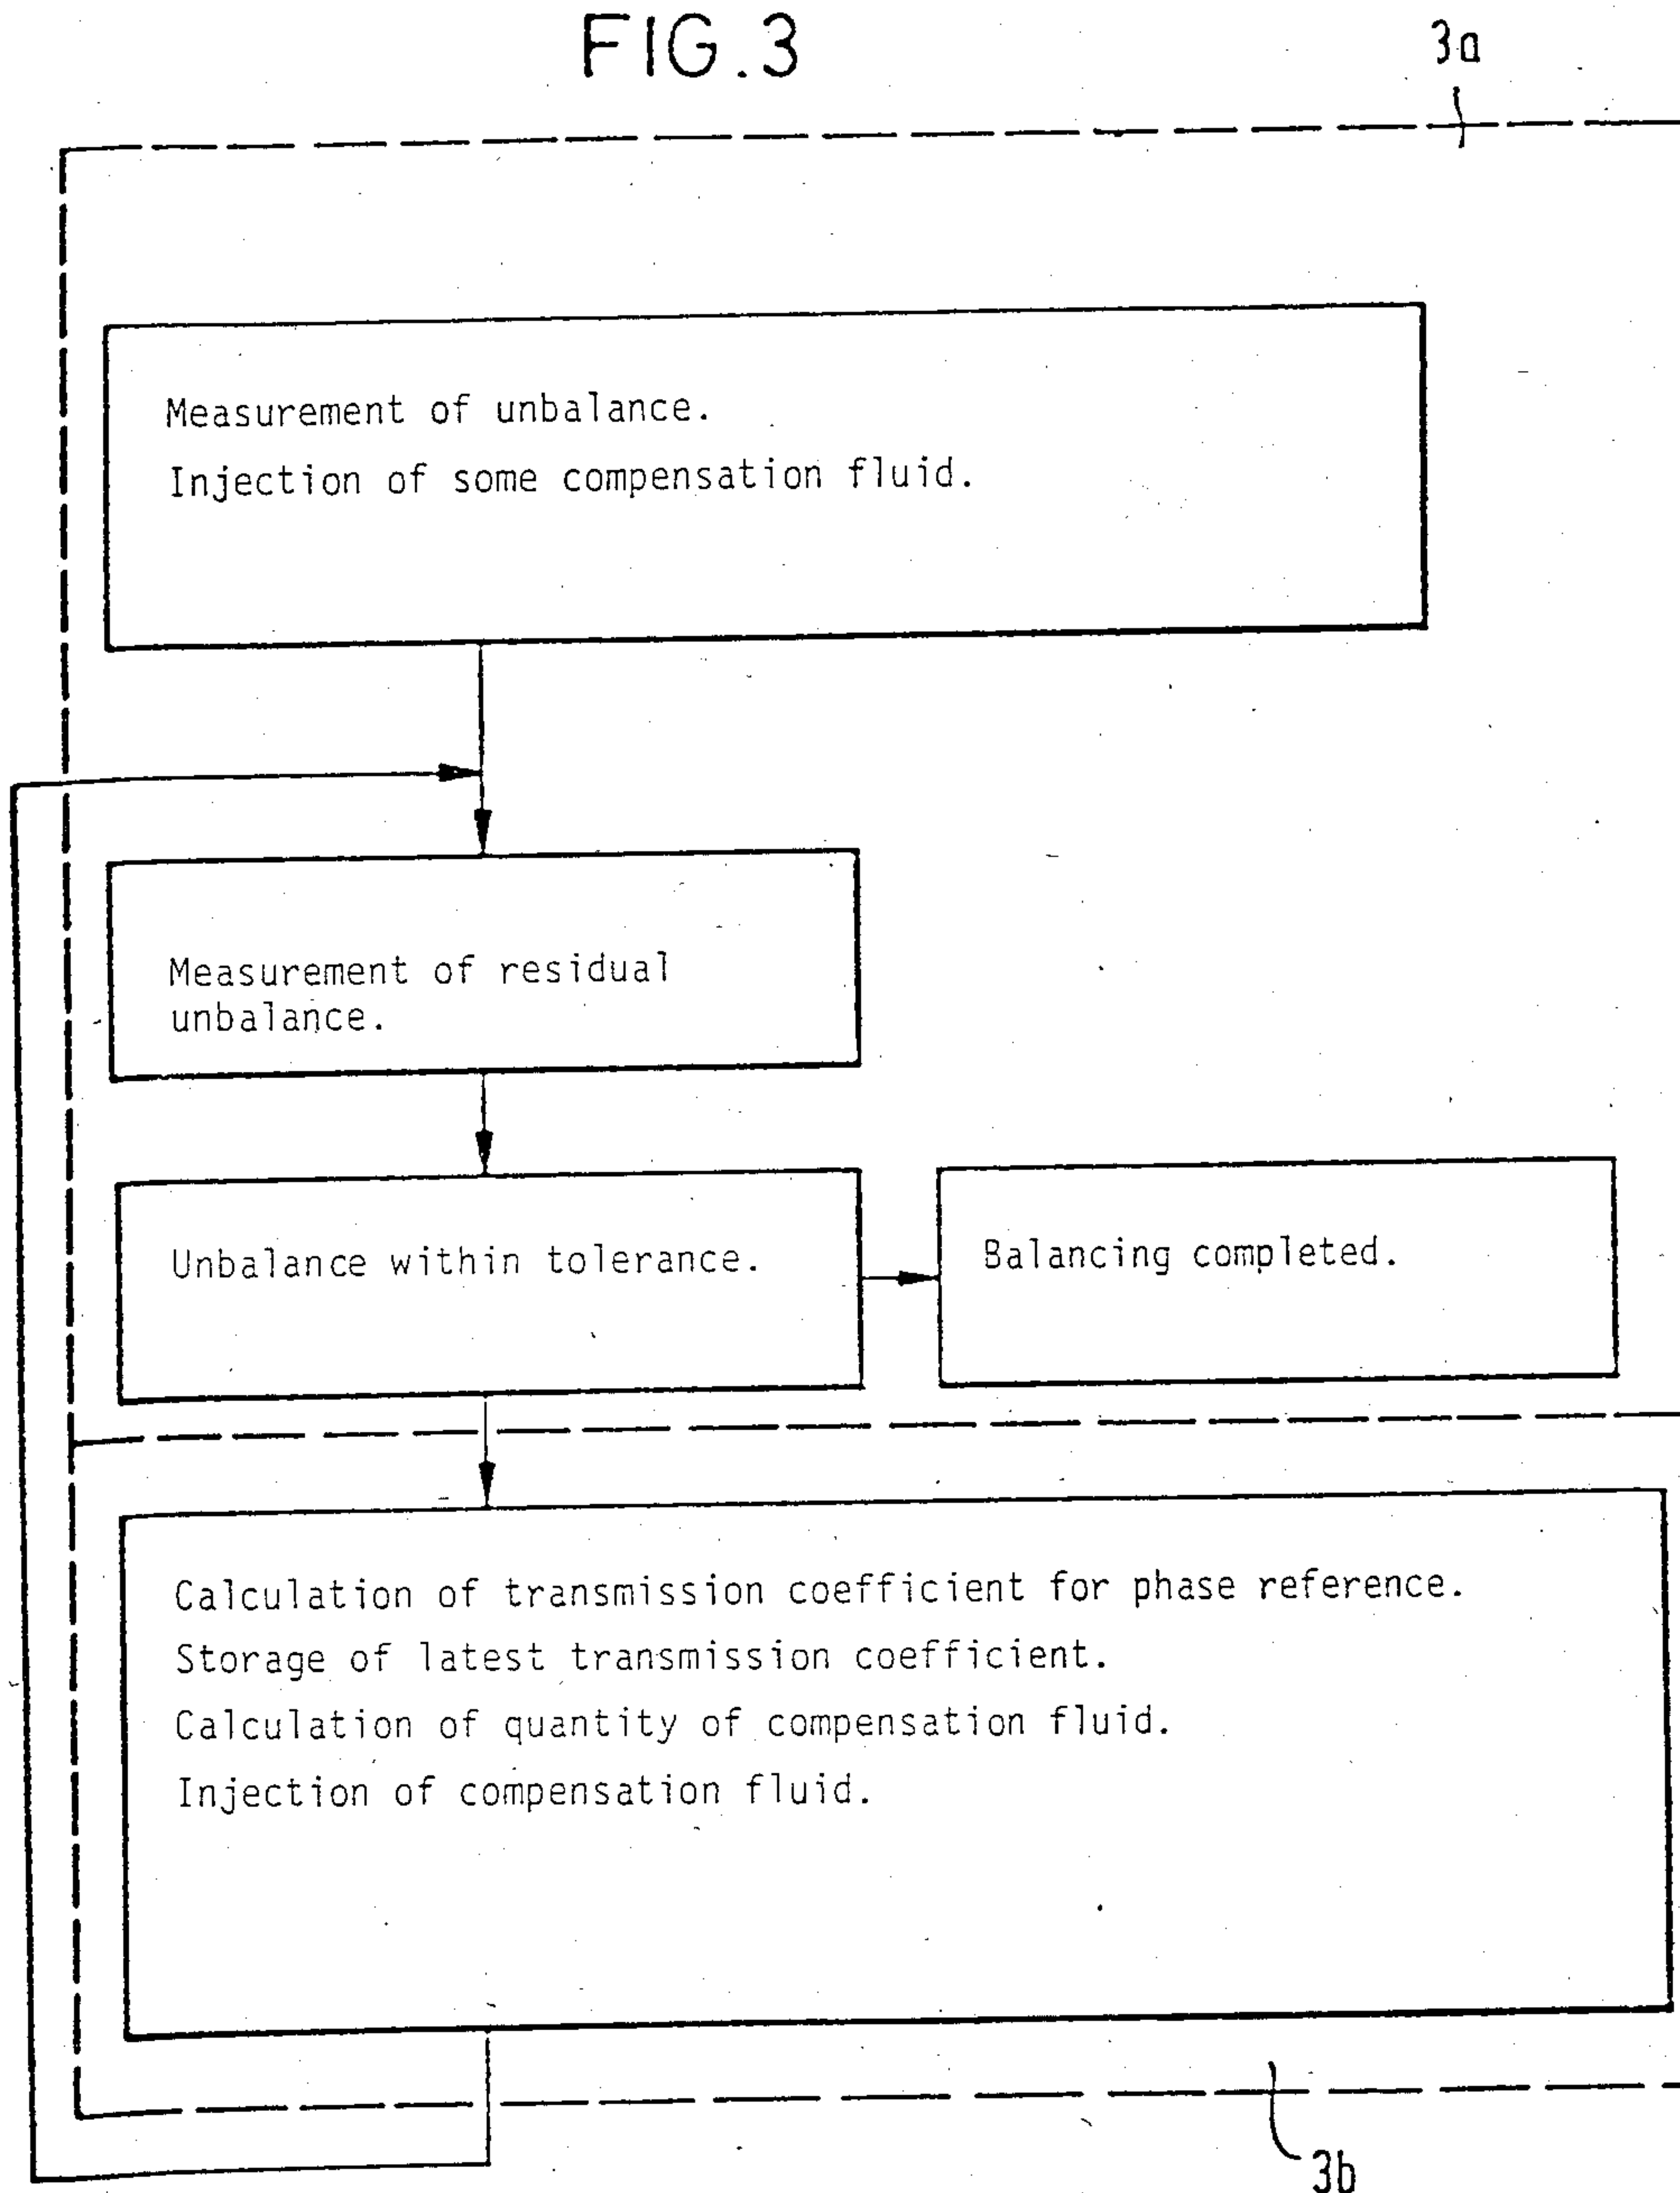 FIG.3
3a
Measurement of unbalance.
Injection of some compensation fluid.
Measurement of residual
unbalance.
Unbalance within tolerance.
Balancing completed.
Calculation of transmission coefficient for phase reference.
Storage of latest transmission coefficient.
Calculation of quantity of compensation fluid.
Injection of compensation fluid.
3b